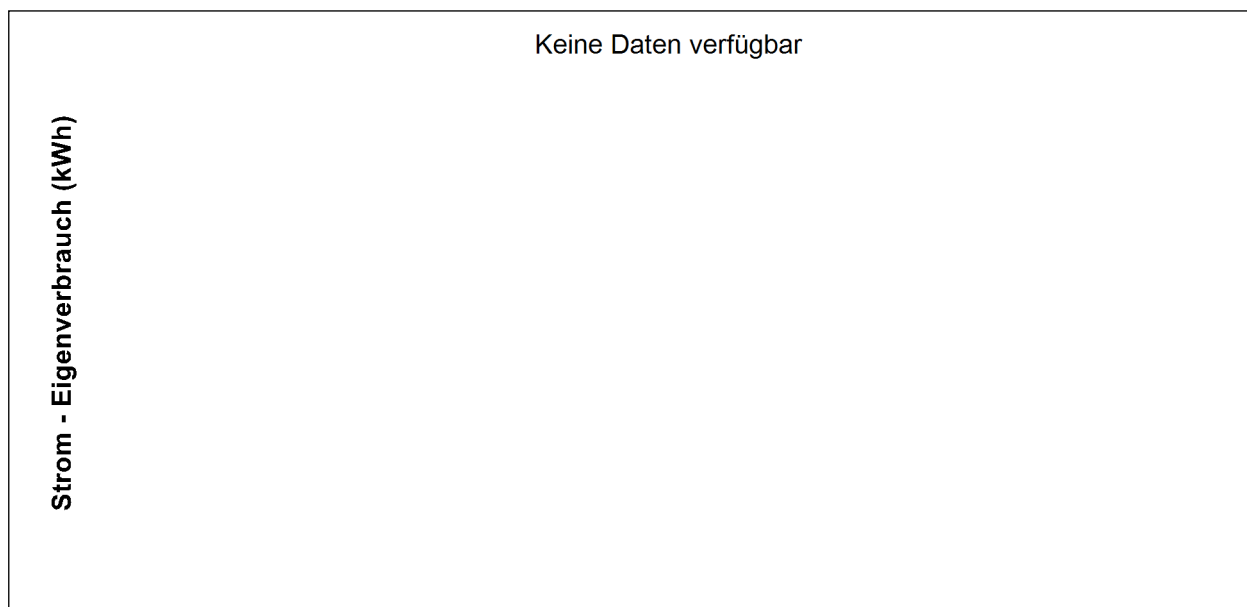 Keine Daten verfügbar
Strom - Eigenverbrauch (kWh)